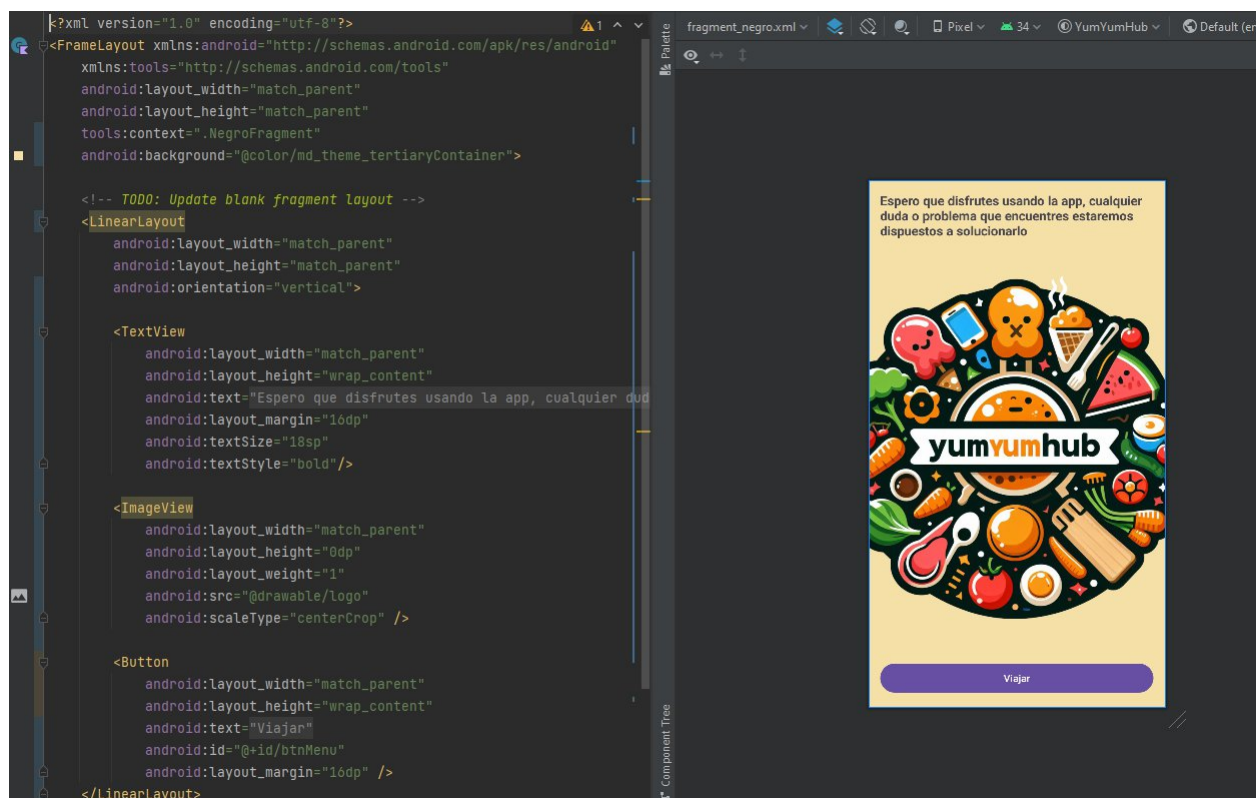 <?xml version="1.0" encoding="utf-8"?>
1
<FrameLayout xmlns:android="http://schemas.android.com/apk/res/android"
xmlns:tools="http://schemas.android.com/tools"
android:layout_width="match_parent"
android:layout_height="match_parent"
tools:context=".NegroFragment"
android:background="@color/md_theme_tertiaryContainer">
<!-- TODO: Update blank fragment layout -->
<LinearLayout
android:layout_width="match_parent"
android:layout_height="match_parent"
android:orientation="vertical">
<TextView
android:layout_width="match_parent"
android:layout_height="wrap_content"
android:text="Espero que disfrutes usando la app, cualquier dud
android:layout_margin="16dp"
android:textSize="18sp"
android:textStyle="bold"/>
<ImageView
android:layout_width="match_parent"
android:layout_height="0dp"
android:layout_weight="1"
android:src="@drawable/logo"
android:scaleType="centerCrop" />
<Button
android:layout_width="match_parent"
android:layout_height="wrap_content"
android:text="Viajar"
android:id="@+id/btnMenu"
android:layout_margin="16dp" />
</LinearLayout>
Palette
Component Tree
fragment_negro.xml Pixel 34 YumYumHub Default (en
Espero que disfrutes usando la app, cualquier
duda o problema que encuentres estaremos
dispuestos a solucionarlo
yumyumhub
Viajar